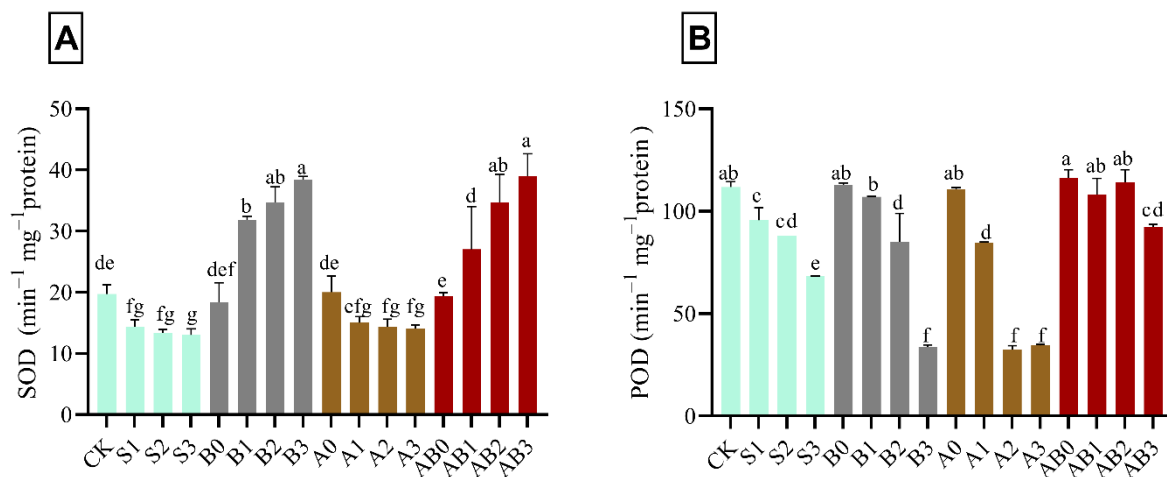 A
SOD (min⁻¹ mg⁻¹protein)
50
40
30
20
10
0
de
fg
fg
g
def
b
ab
a
de
cfg
fg
fg
e
d
ab
a
CK
S1
S2
S3
B0
B1
B2
B3
A0
A1
A2
A3
AB0
AB1
AB2
AB3
B
POD (min⁻¹ mg⁻¹protein )
150
100
50
0
ab
c
cd
e
ab
b
d
f
ab
d
f
f
a
ab
ab
cd
CK
S1
S2
S3
B0
B1
B2
B3
A0
A1
A2
A3
AB0
AB1
AB2
AB3